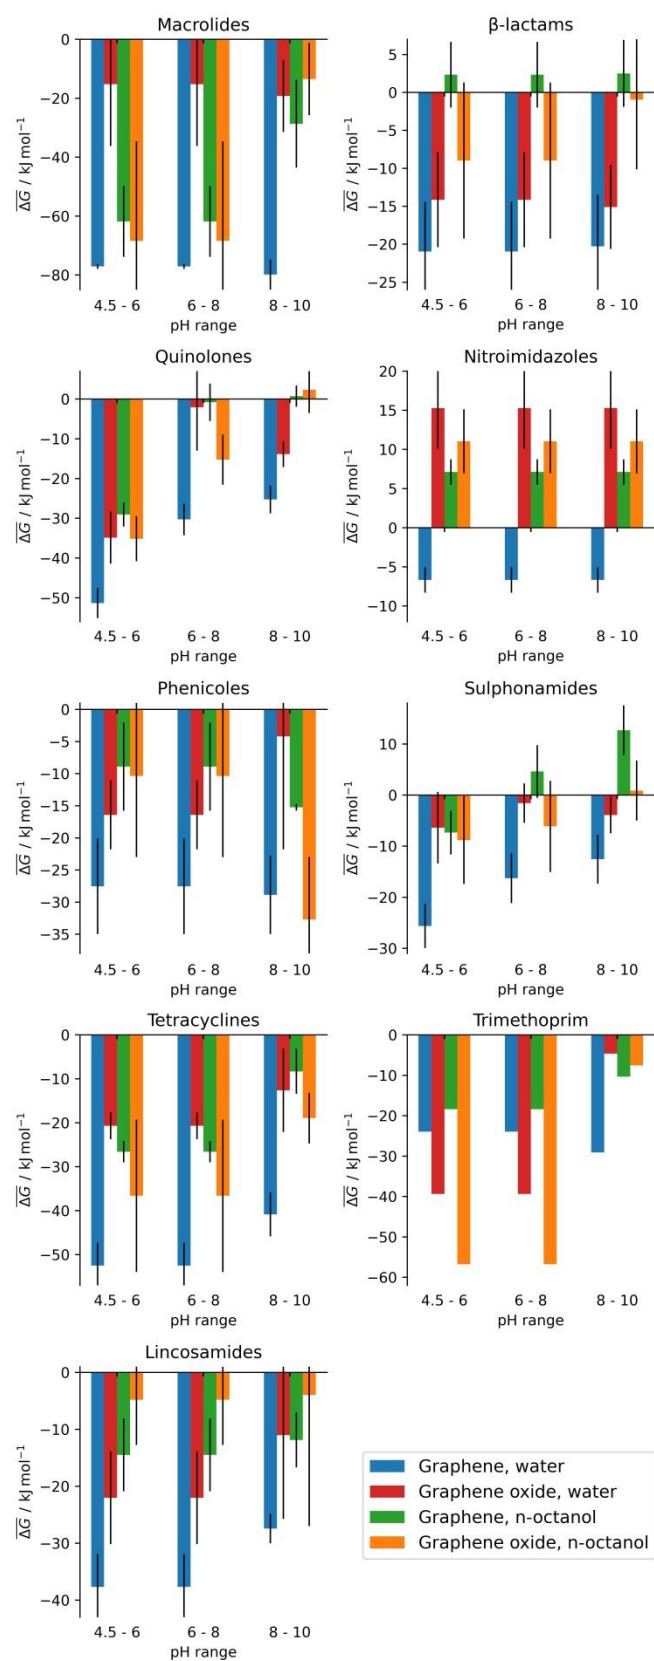 Macrolides
0
−20
−40
−60
−80
ΔG / kJ mol⁻¹
4.5 - 6 6 - 8 8 - 10
pH range
β-lactams
5
0
−5
−10
−15
−20
−25
ΔG / kJ mol⁻¹
4.5 - 6 6 - 8 8 - 10
pH range
Quinolones
0
−10
−20
−30
−40
−50
ΔG / kJ mol⁻¹
4.5 - 6 6 - 8 8 - 10
pH range
Nitroimidazoles
20
15
10
5
0
−5
−10
ΔG / kJ mol⁻¹
4.5 - 6 6 - 8 8 - 10
pH range
Phenicoles
0
−5
−10
−15
−20
−25
−30
−35
ΔG / kJ mol⁻¹
4.5 - 6 6 - 8 8 - 10
pH range
Sulphonamides
10
0
−10
−20
−30
ΔG / kJ mol⁻¹
4.5 - 6 6 - 8 8 - 10
pH range
Tetracyclines
0
−10
−20
−30
−40
−50
ΔG / kJ mol⁻¹
4.5 - 6 6 - 8 8 - 10
pH range
Trimethoprim
0
−10
−20
−30
−40
−50
−60
ΔG / kJ mol⁻¹
4.5 - 6 6 - 8 8 - 10
pH range
Lincosamides
0
−10
−20
−30
−40
ΔG / kJ mol⁻¹
4.5 - 6 6 - 8 8 - 10
pH range
Graphene, water
Graphene oxide, water
Graphene, n-octanol
Graphene oxide, n-octanol